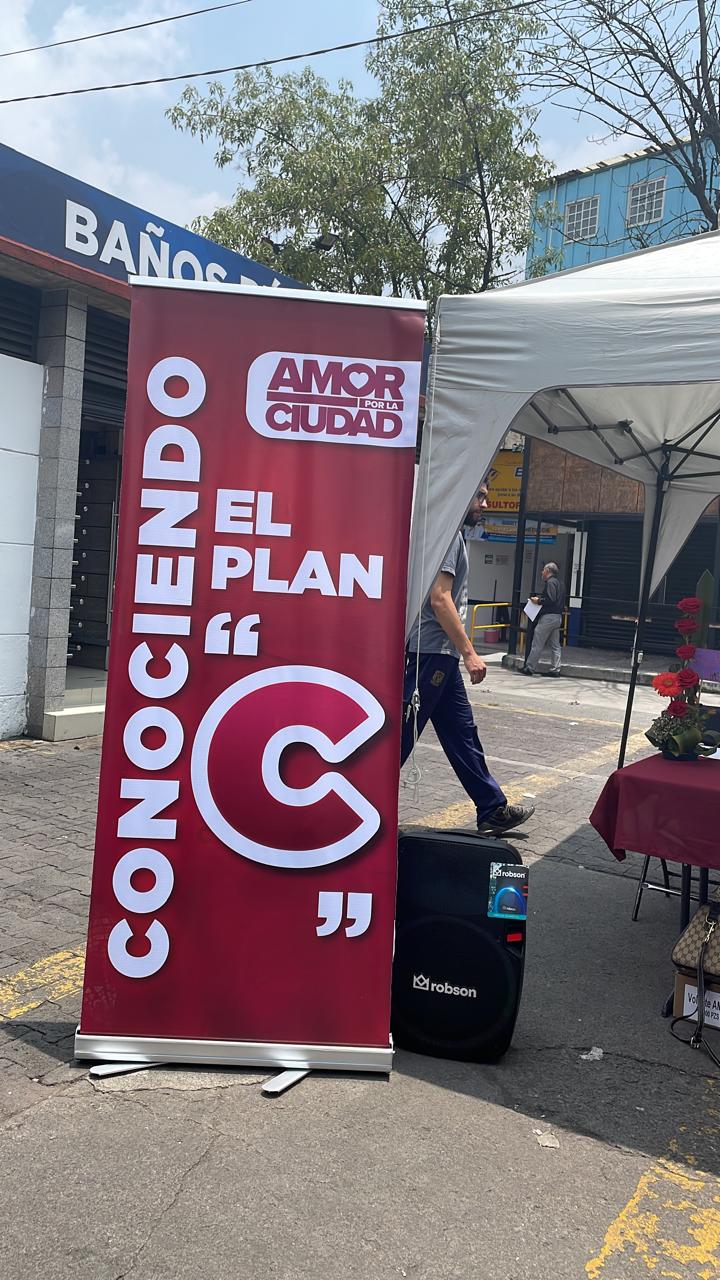 BAÑOS
AMOR
POR LA
CIUDAD
CONOCIENDO
EL
PLAN
“
C
”
robson
robson